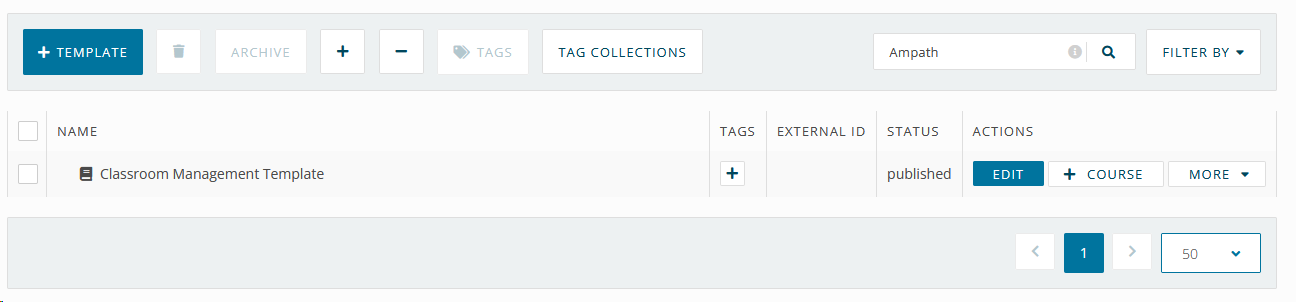 + TEMPLATE ARCHIVE + − TAGS TAG COLLECTIONS Ampath FILTER BY
NAME TAGS EXTERNAL ID STATUS ACTIONS
Classroom Management Template + published EDIT + COURSE MORE
1 50